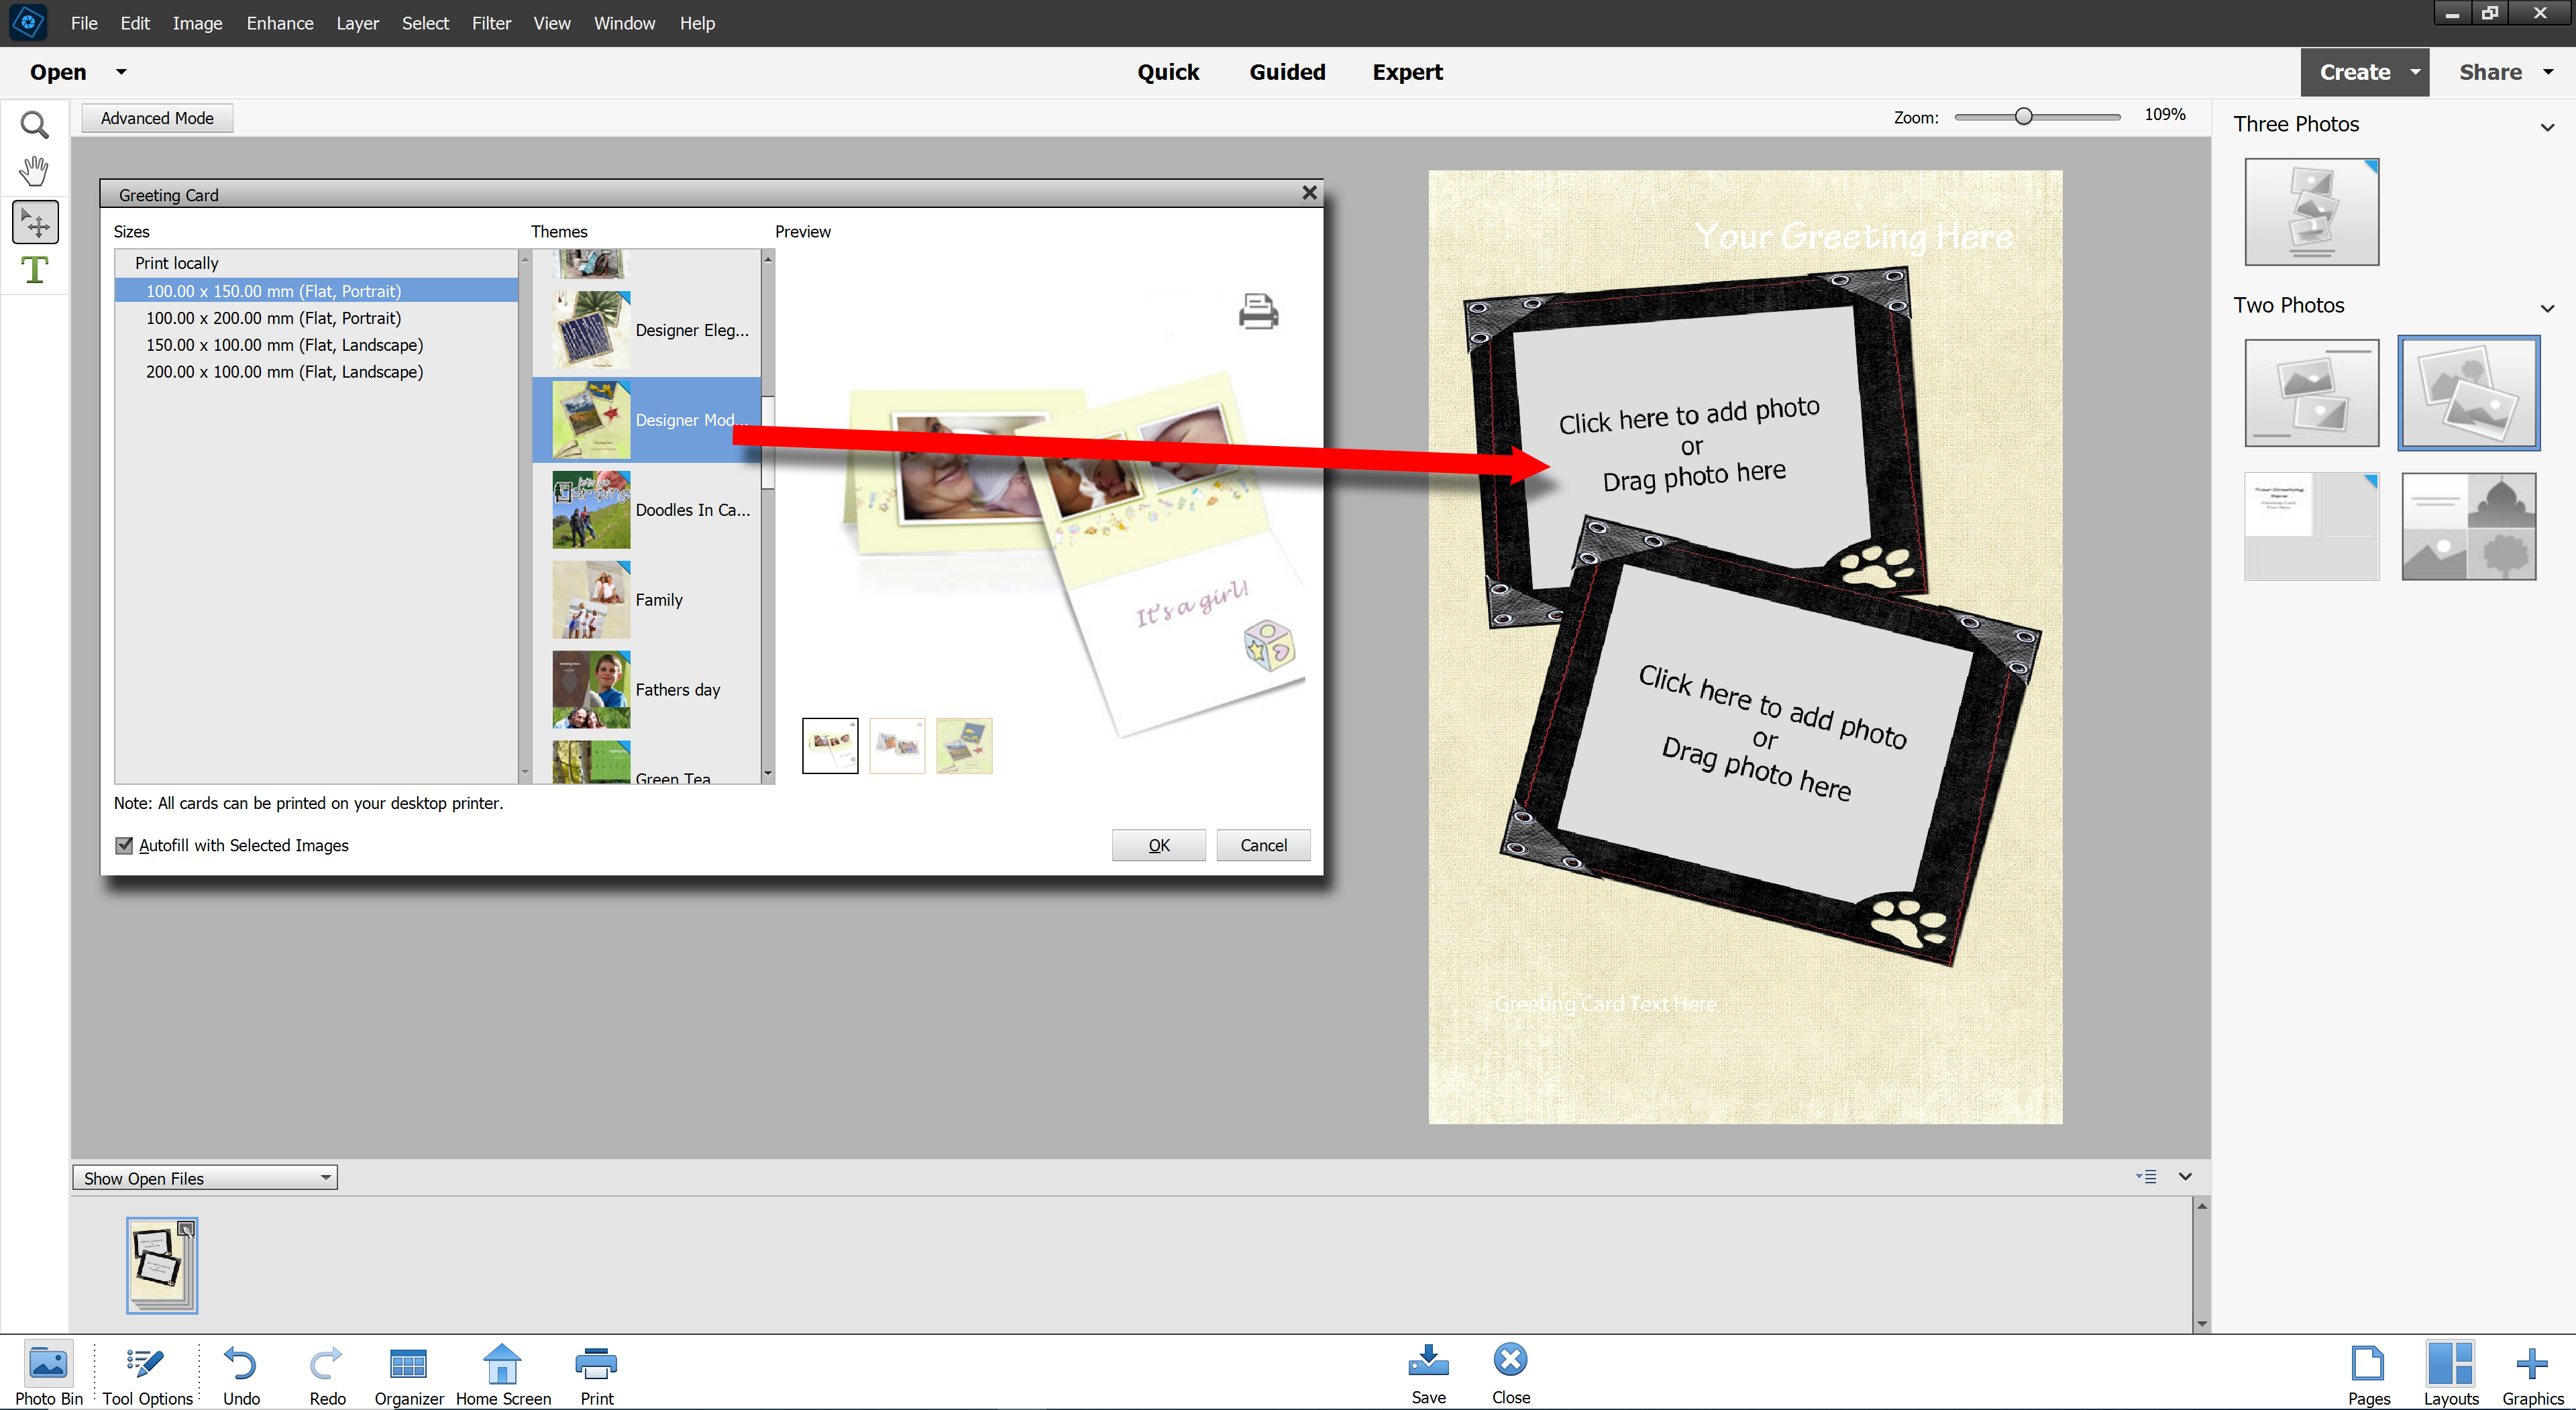 File Edit Image Enhance Layer Select Filter View Window Help
Open Quick Guided Expert Create Share
Advanced Mode Zoom: 109%
Three Photos
Two Photos
Greeting Card
Sizes Themes Preview
Print locally
100.00 x 150.00 mm (Flat, Portrait)
100.00 x 200.00 mm (Flat, Portrait)
150.00 x 100.00 mm (Flat, Landscape)
200.00 x 100.00 mm (Flat, Landscape)
Designer Eleg...
Designer Mod...
Doodles In Ca...
Family
Fathers day
Green Tea
It's a girl!
Note: All cards can be printed on your desktop printer.
Autofill with Selected Images
OK Cancel
Your Greeting Here
Click here to add photo
or
Drag photo here
Click here to add photo
or
Drag photo here
Greeting Card Text Here
Show Open Files
Photo Bin Tool Options Undo Redo Organizer Home Screen Print Save Close Pages Layouts Graphics